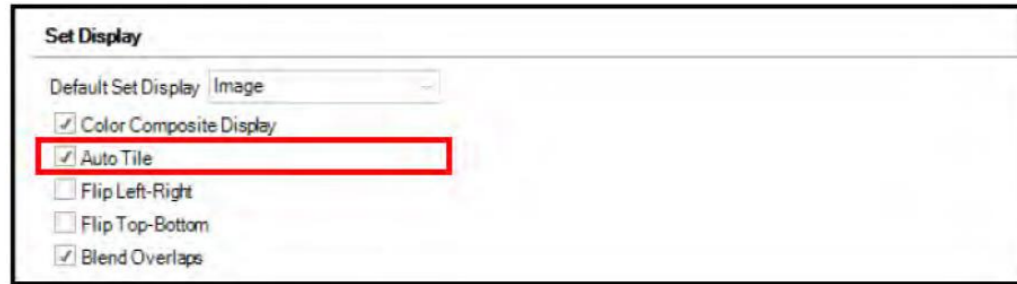 Set Display
Default Set Display Image
Color Composite Display
Auto Tile
Flip Left-Right
Flip Top-Bottom
Blend Overlaps